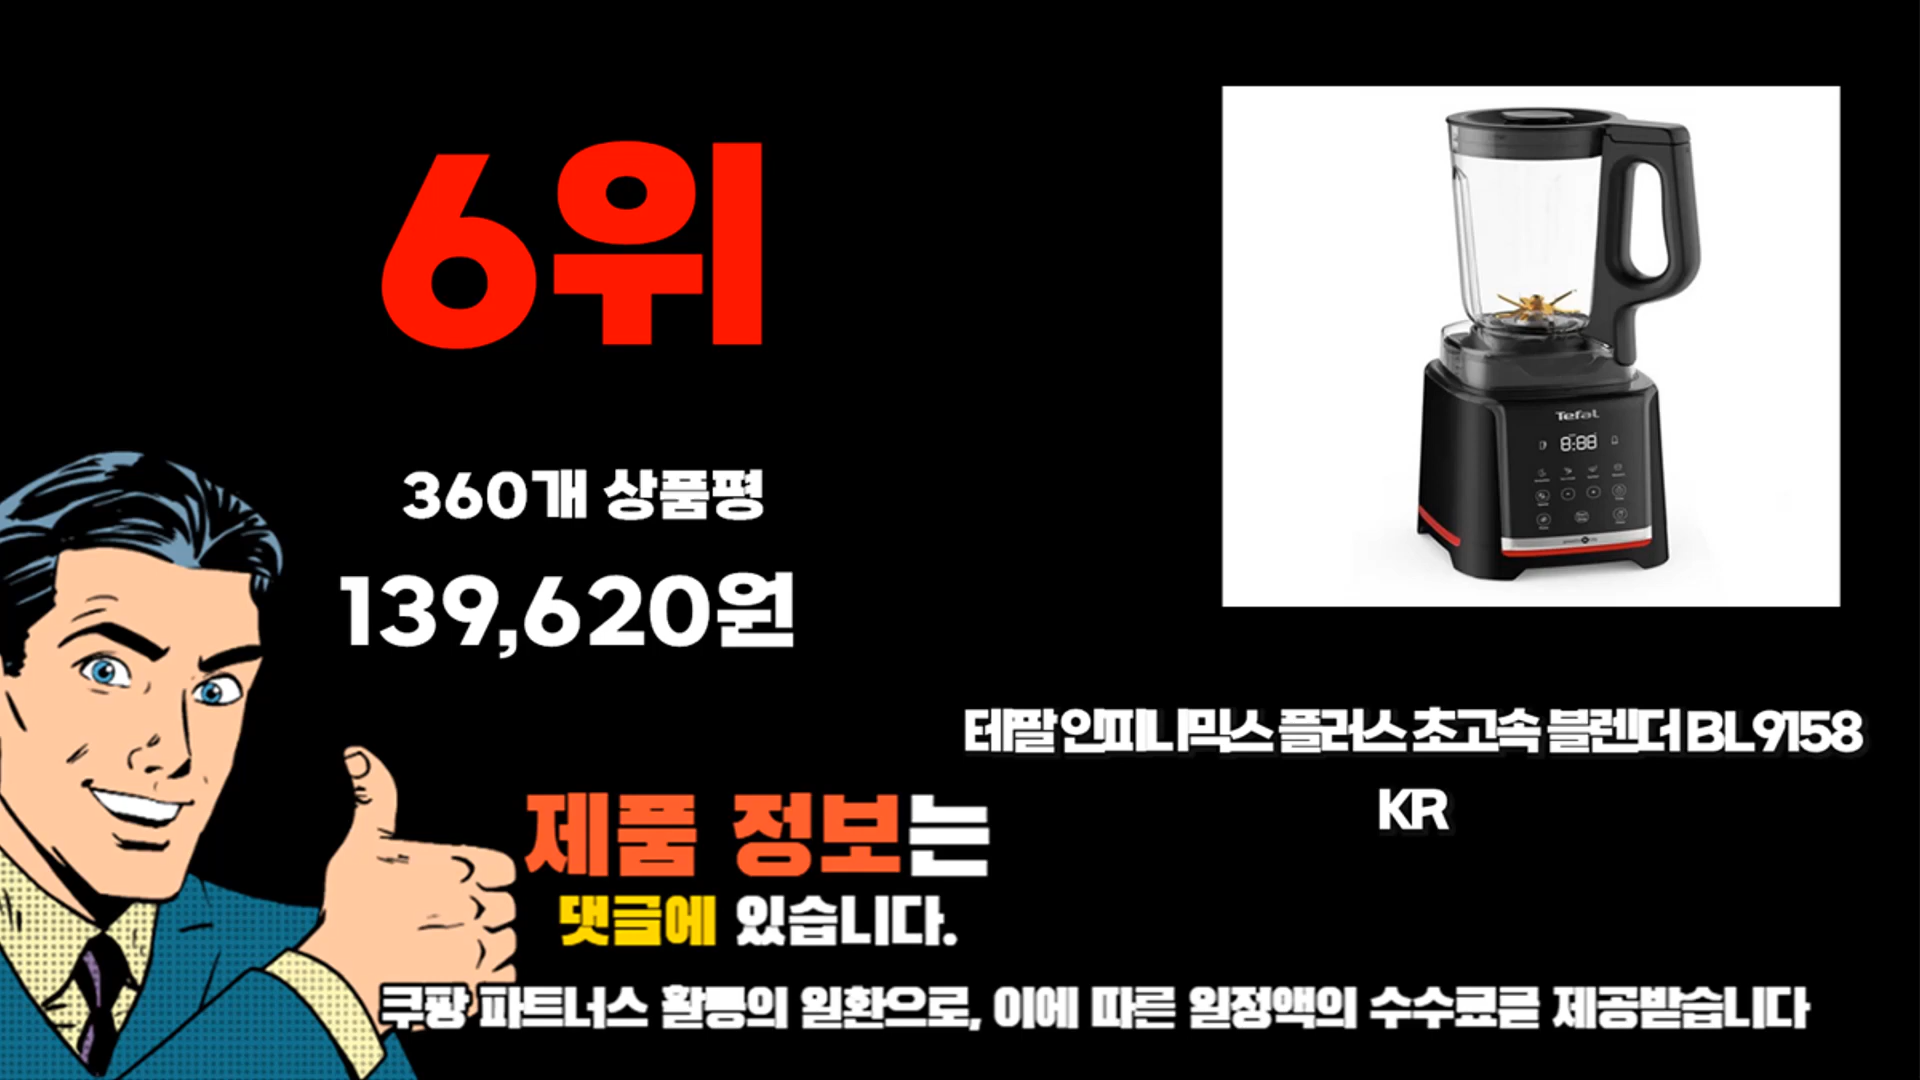 6위
360개 상품평
139,620원
Tefal
8:88
테팔 인피니믹스 플러스 초고속 블렌더 BL9158
KR
제품 정보는
댓글에 있습니다.
쿠팡 파트너스 활동의 일환으로, 이에 따른 일정액의 수수료를 제공받습니다